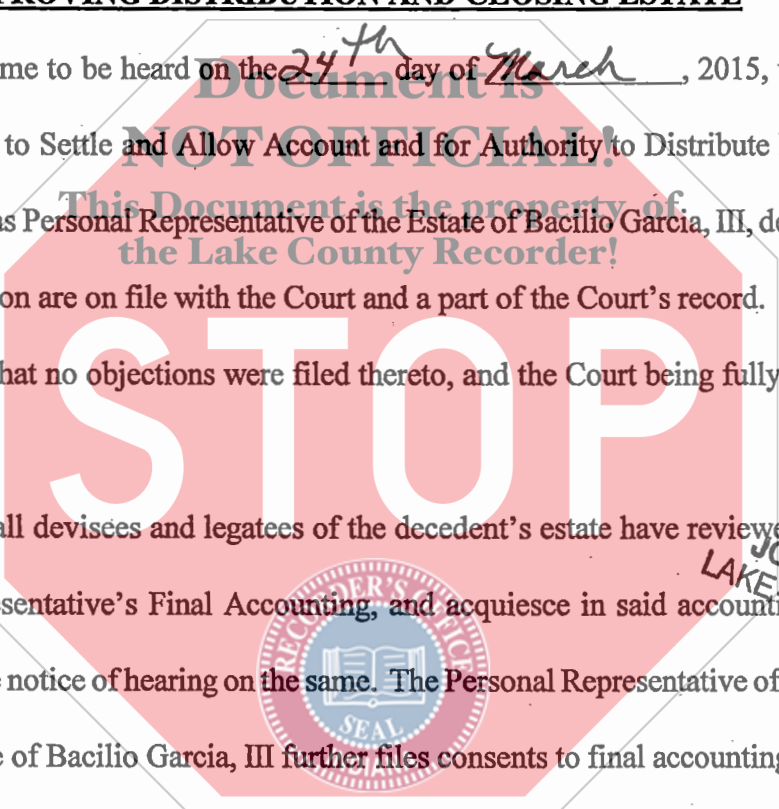 PROVING DISTRIBUTION AND CLOSING ESTATE
me to be heard on the 24th day of March, 2015,
Document is
to Settle and Allow Account and for Authority to Distribute
NOT OFFICIAL!
This Document is the property of
as Personal Representative of the Estate of Bacilio Garcia, III, de
the Lake County Recorder!
on are on file with the Court and a part of the Court's record.
STOP
hat no objections were filed thereto, and the Court being fully
all devisees and legatees of the decedent's estate have reviewe
JO
LAKE
sentative's Final Accounting, and acquiesce in said accounti
RECORDER'S OFFICE
e notice of hearing on the same. The Personal Representative of
SEAL
e of Bacilio Garcia, III further files consents to final accounting